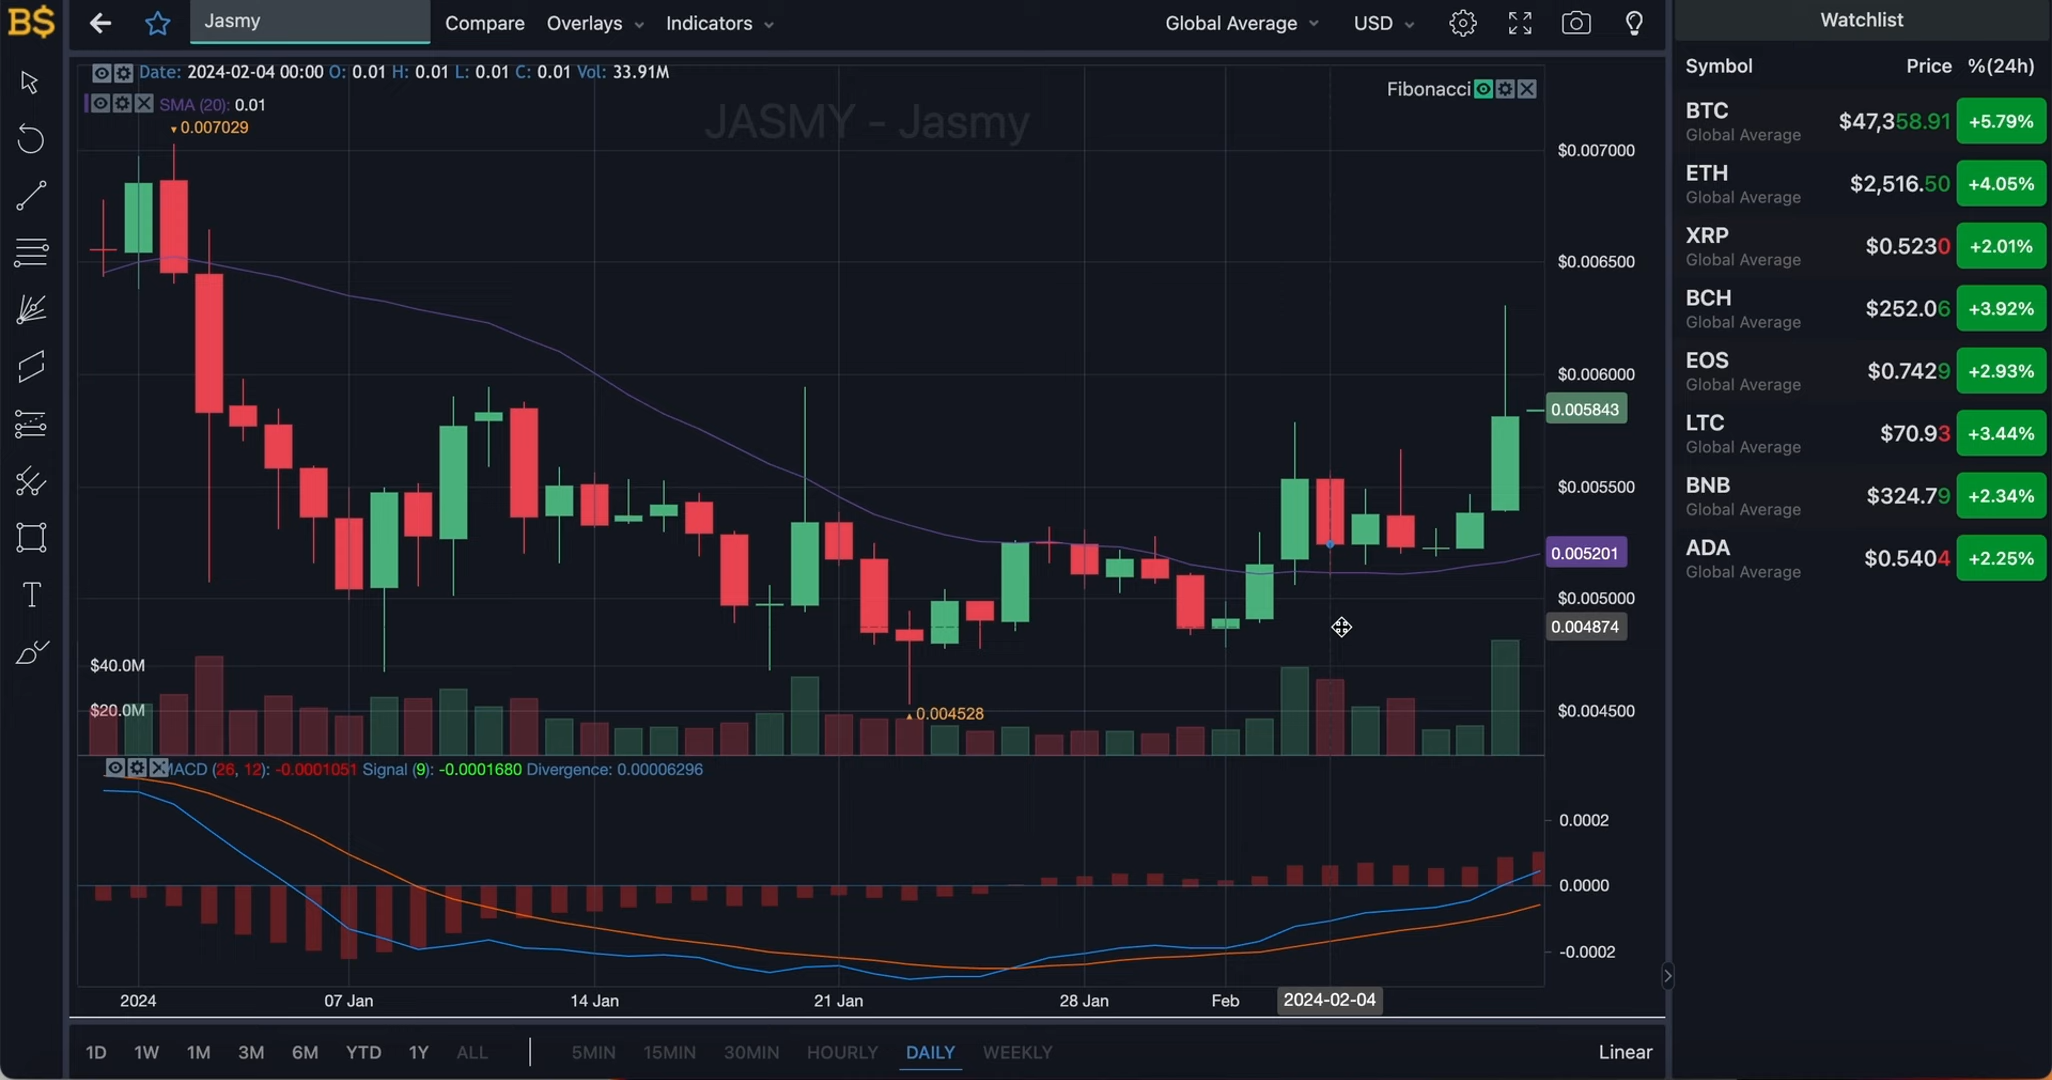 B$
Jasmy
Compare
Overlays
Indicators
Global Average
USD
Date: 2024-02-04 00:00 O: 0.01 H: 0.01 L: 0.01 C: 0.01 Vol: 33.91M
SMA (20): 0.01
Fibonacci
JASMY - Jasmy
0.007029
$0.007000
$0.006500
$0.006000
0.005843
$0.005500
0.005201
$0.005000
0.004874
$40.0M
$20.0M
0.004528
$0.004500
MACD (26, 12): -0.0001051 Signal (9): -0.0001680 Divergence: 0.00006296
0.0002
0.0000
-0.0002
2024
07 Jan
14 Jan
21 Jan
28 Jan
Feb
2024-02-04
1D 1W 1M 3M 6M YTD 1Y ALL
5MIN 15MIN 30MIN HOURLY DAILY WEEKLY
Linear
Watchlist
Symbol Price %(24h)
BTC $47,358.91 +5.79%
Global Average
ETH $2,516.50 +4.05%
Global Average
XRP $0.5230 +2.01%
Global Average
BCH $252.06 +3.92%
Global Average
EOS $0.7429 +2.93%
Global Average
LTC $70.93 +3.44%
Global Average
BNB $324.79 +2.34%
Global Average
ADA $0.5404 +2.25%
Global Average